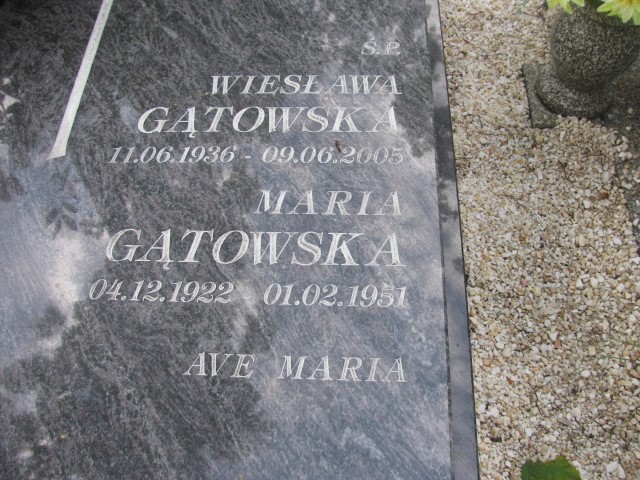 Ś.P.
WIESŁAWA
GĄTOWSKA
11.06.1936 - 09.06.2005
MARIA
GĄTOWSKA
04.12.1922 01.02.1951
AVE MARIA